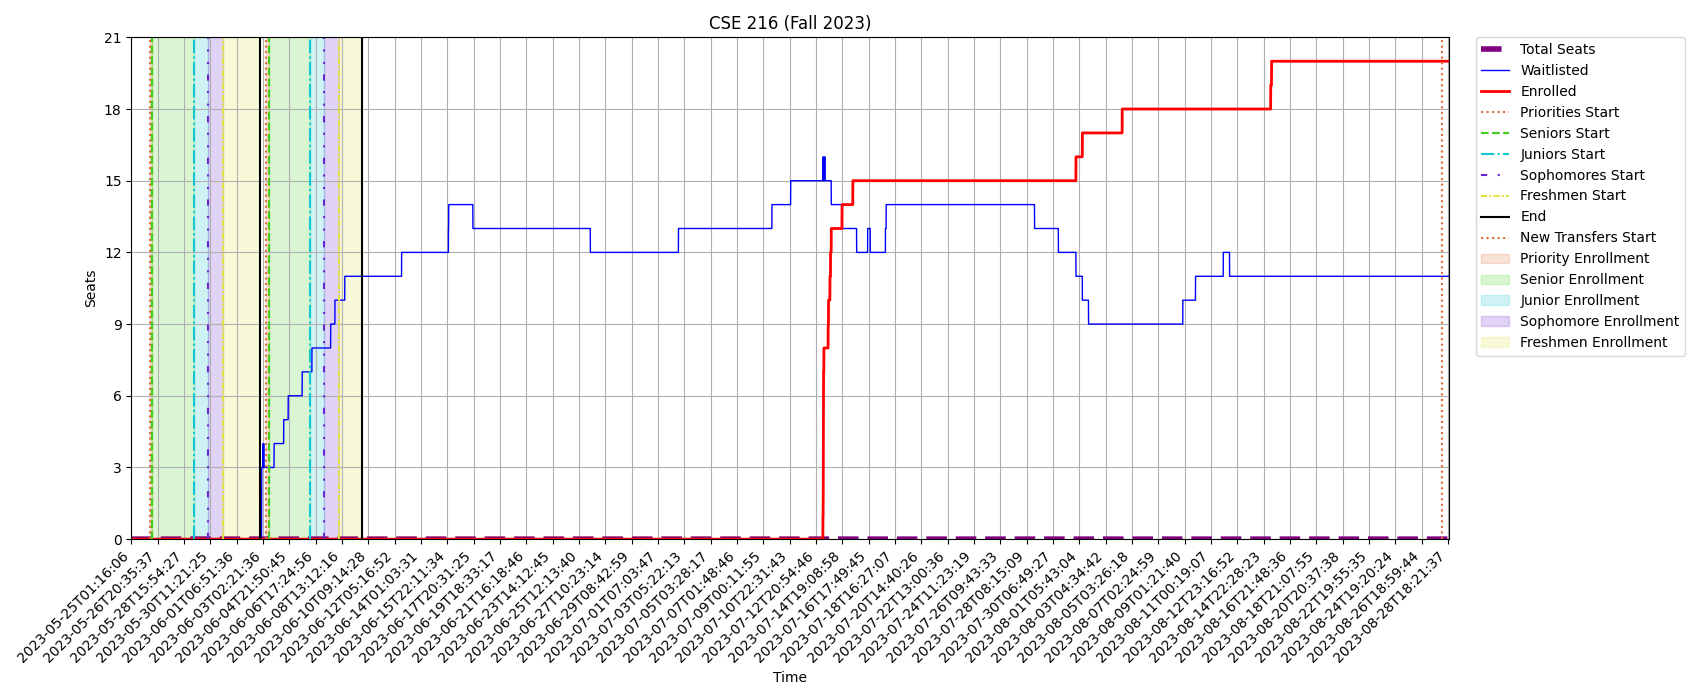 CSE 216 (Fall 2023)
21
18
15
12
9
6
3
0
Seats
2023-05-25T01:16:06
2023-05-26T20:35:37
2023-05-28T15:54:27
2023-05-30T11:21:25
2023-06-01T06:51:36
2023-06-03T02:21:36
2023-06-04T21:50:45
2023-06-06T17:24:56
2023-06-08T13:12:16
2023-06-10T09:14:28
2023-06-12T05:16:52
2023-06-14T01:03:31
2023-06-15T22:11:34
2023-06-17T20:31:25
2023-06-19T18:33:17
2023-06-21T16:18:46
2023-06-23T14:12:45
2023-06-25T12:13:40
2023-06-27T10:23:14
2023-06-29T08:42:59
2023-07-01T07:03:47
2023-07-03T05:22:13
2023-07-05T03:28:17
2023-07-07T01:48:46
2023-07-09T00:11:55
2023-07-10T22:31:43
2023-07-12T20:54:46
2023-07-14T19:08:58
2023-07-16T17:49:45
2023-07-18T16:27:07
2023-07-20T14:40:26
2023-07-22T13:00:36
2023-07-24T11:23:19
2023-07-26T09:43:33
2023-07-28T08:15:09
2023-07-30T06:49:27
2023-08-01T05:43:04
2023-08-03T04:34:42
2023-08-05T03:26:18
2023-08-07T02:24:59
2023-08-09T01:21:40
2023-08-11T00:19:07
2023-08-12T23:16:52
2023-08-14T22:28:23
2023-08-16T21:48:36
2023-08-18T21:07:55
2023-08-20T20:37:38
2023-08-22T19:55:35
2023-08-24T19:20:24
2023-08-26T18:59:44
2023-08-28T18:21:37
Time
Total Seats
Waitlisted
Enrolled
Priorities Start
Seniors Start
Juniors Start
Sophomores Start
Freshmen Start
End
New Transfers Start
Priority Enrollment
Senior Enrollment
Junior Enrollment
Sophomore Enrollment
Freshmen Enrollment